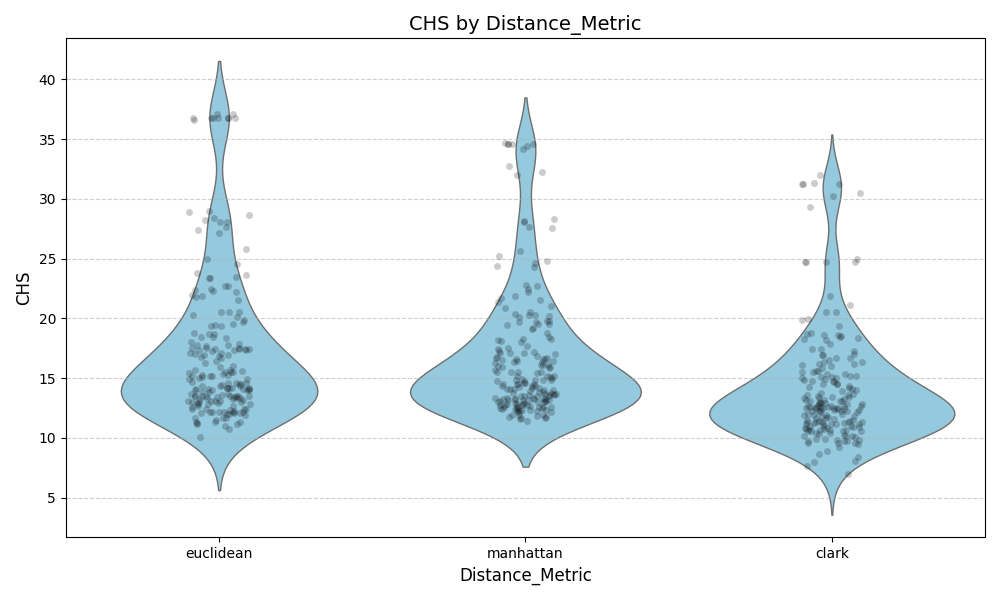 CHS by Distance_Metric
CHS
40
35
30
25
20
15
10
5
euclidean
manhattan
clark
Distance_Metric